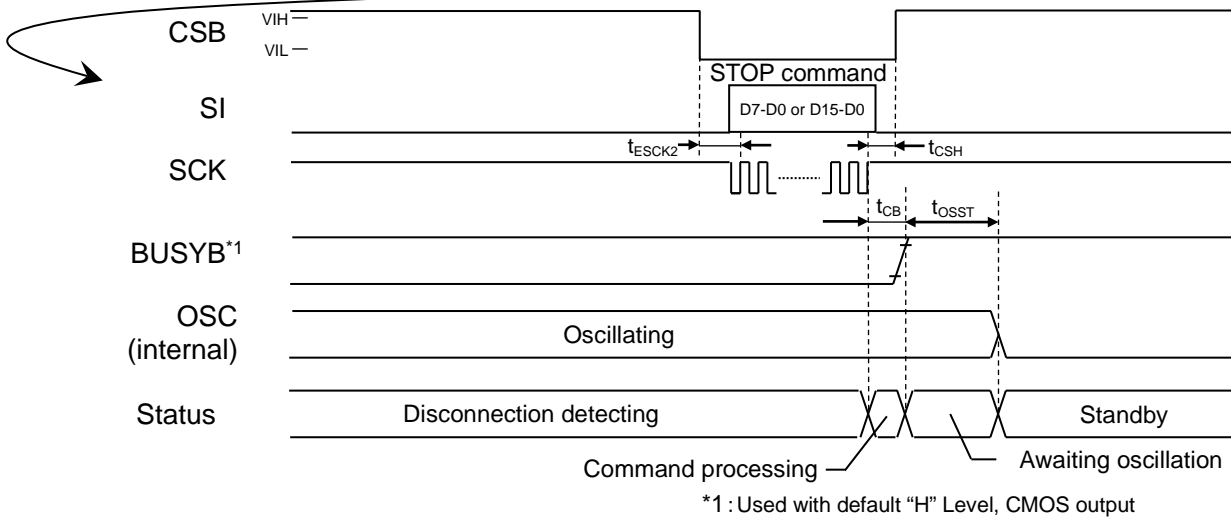 CSB
VIH
VIL
STOP command
SI
D7-D0 or D15-D0
tESCK2
tCSH
SCK
tCB
tOSST
BUSYB*1
OSC
(internal)
Oscillating
Status
Disconnection detecting
Standby
Command processing
Awaiting oscillation
*1 : Used with default “H” Level, CMOS output